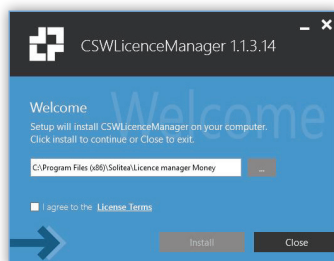 CSWLicenceManager 1.1.3.14
Welcome
Welcome
Setup will install CSWLicenceManager on your computer.
Click install to continue or Close to exit.
C:\Program Files (x86)\Solitea\Licence manager Money
...
I agree to the License Terms
Install
Close